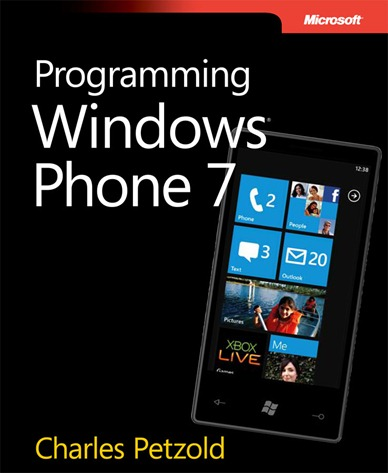 Microsoft®
Programming
Windows®
Phone 7
12:38
2
Phone
f
People
3
Text
20
Outlook
Pictures
XBOX
LIVE
Games
Me
Charles Petzold